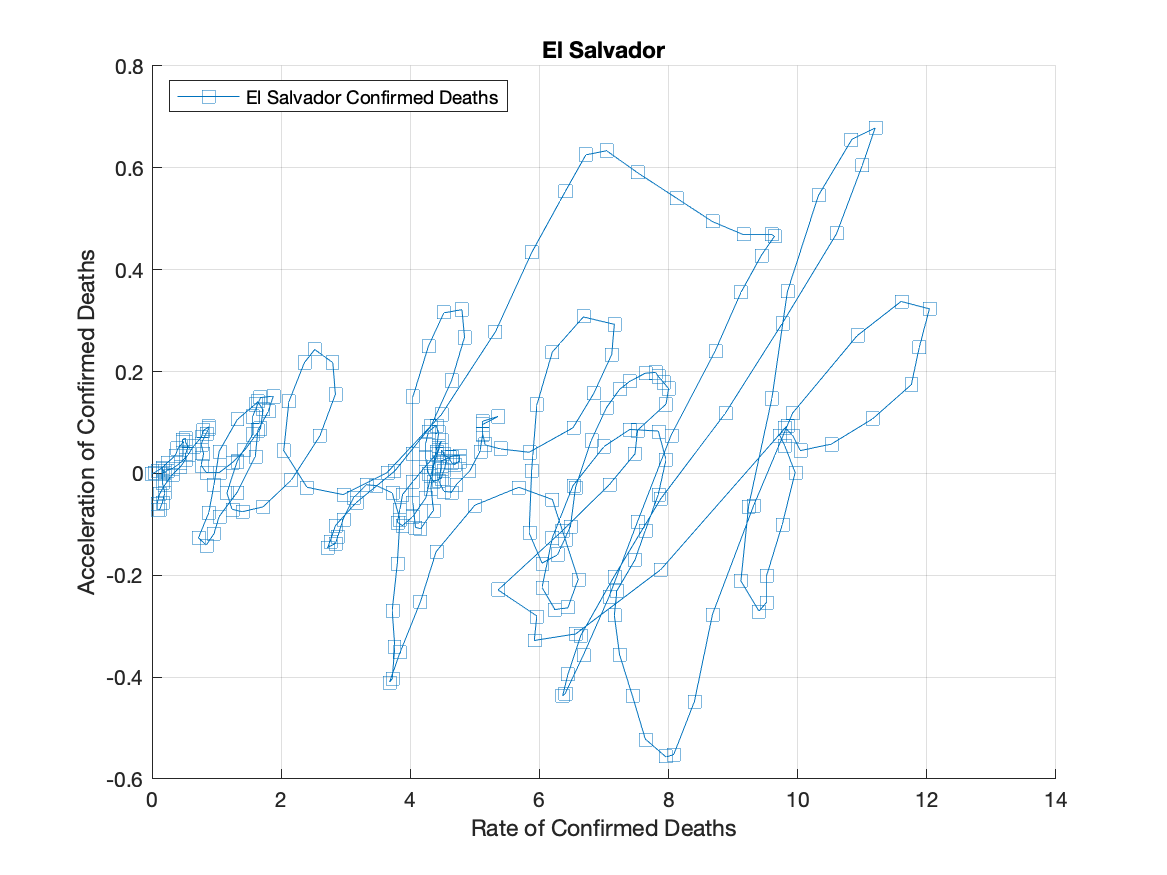 El Salvador
El Salvador Confirmed Deaths
0.8
0.6
0.4
0.2
0
-0.2
-0.4
-0.6
Acceleration of Confirmed Deaths
0 2 4 6 8 10 12 14
Rate of Confirmed Deaths